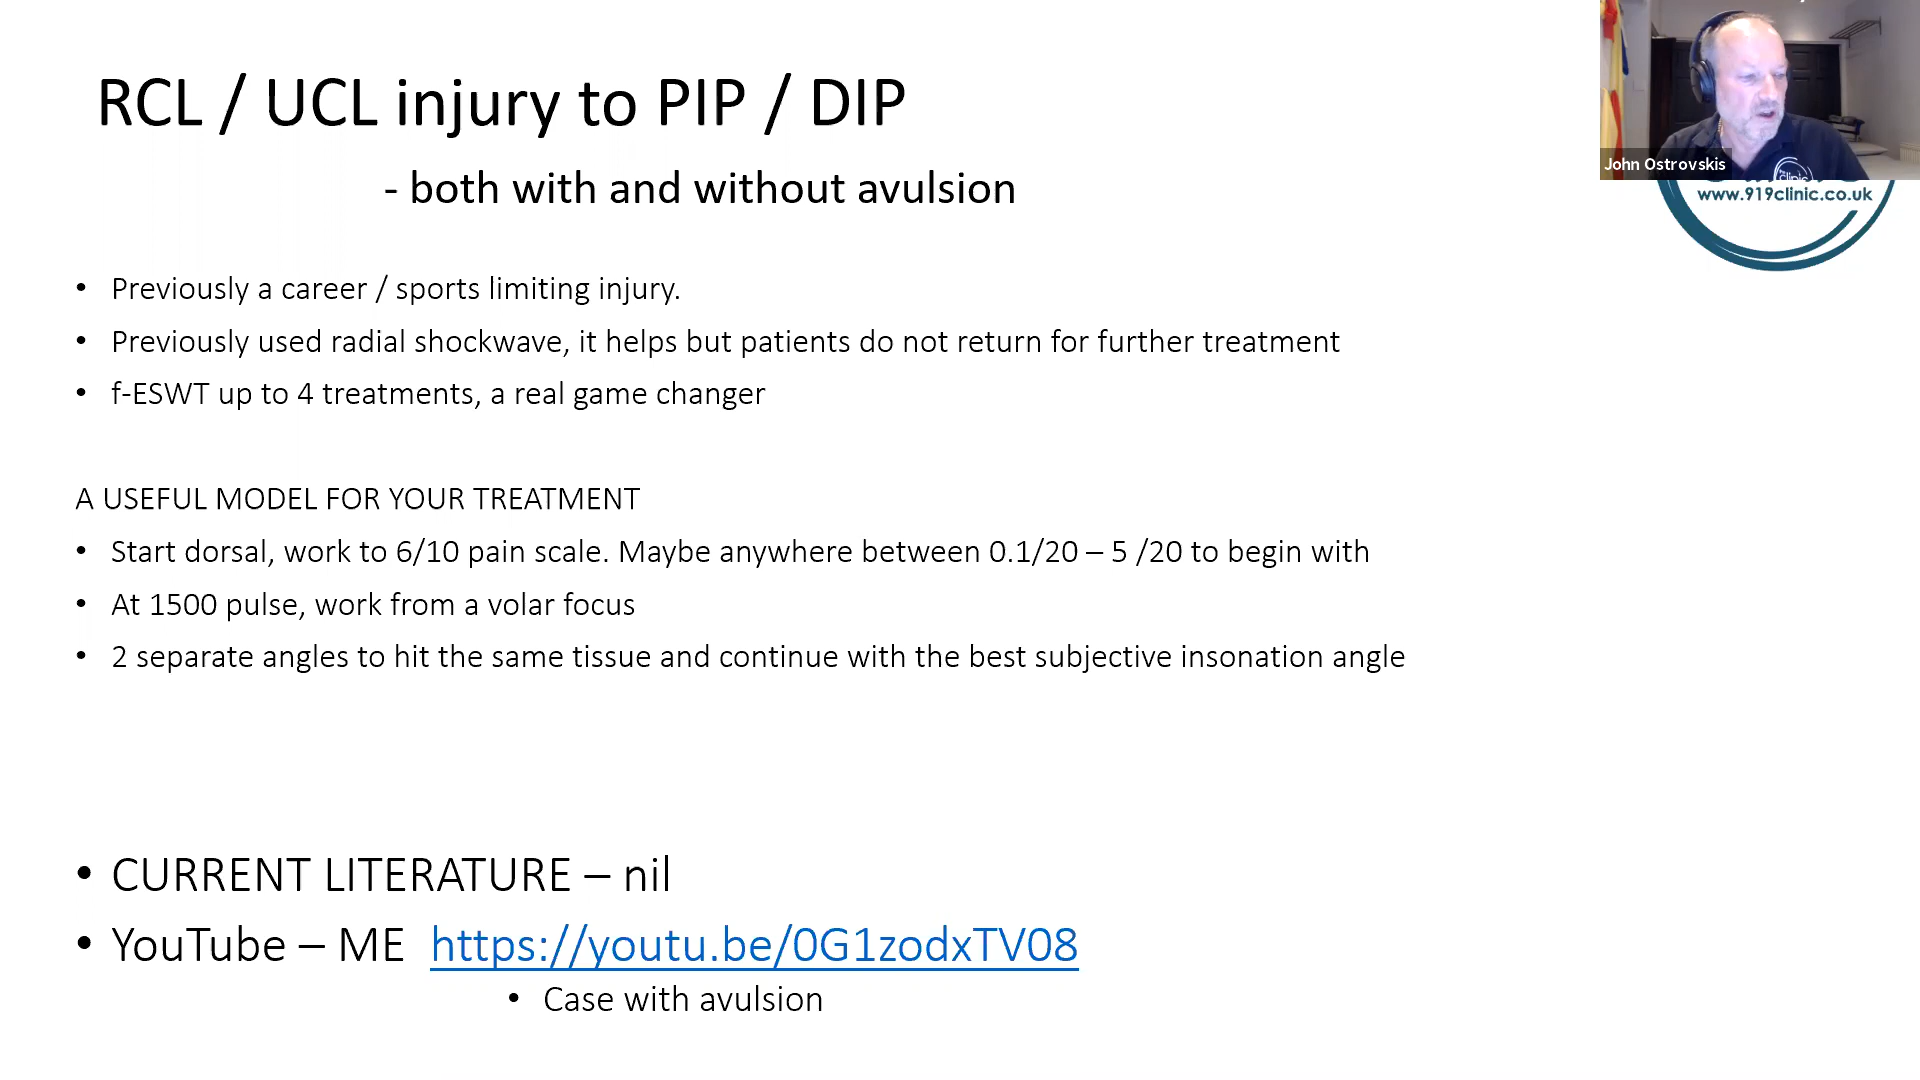 RCL / UCL injury to PIP / DIP
- both with and without avulsion
John Ostrovskis
www.919clinic.co.uk
• Previously a career / sports limiting injury.
• Previously used radial shockwave, it helps but patients do not return for further treatment
• f-ESWT up to 4 treatments, a real game changer
A USEFUL MODEL FOR YOUR TREATMENT
• Start dorsal, work to 6/10 pain scale. Maybe anywhere between 0.1/20 – 5 /20 to begin with
• At 1500 pulse, work from a volar focus
• 2 separate angles to hit the same tissue and continue with the best subjective insonation angle
• CURRENT LITERATURE – nil
• YouTube – ME https://youtu.be/0G1zodxTV08
• Case with avulsion